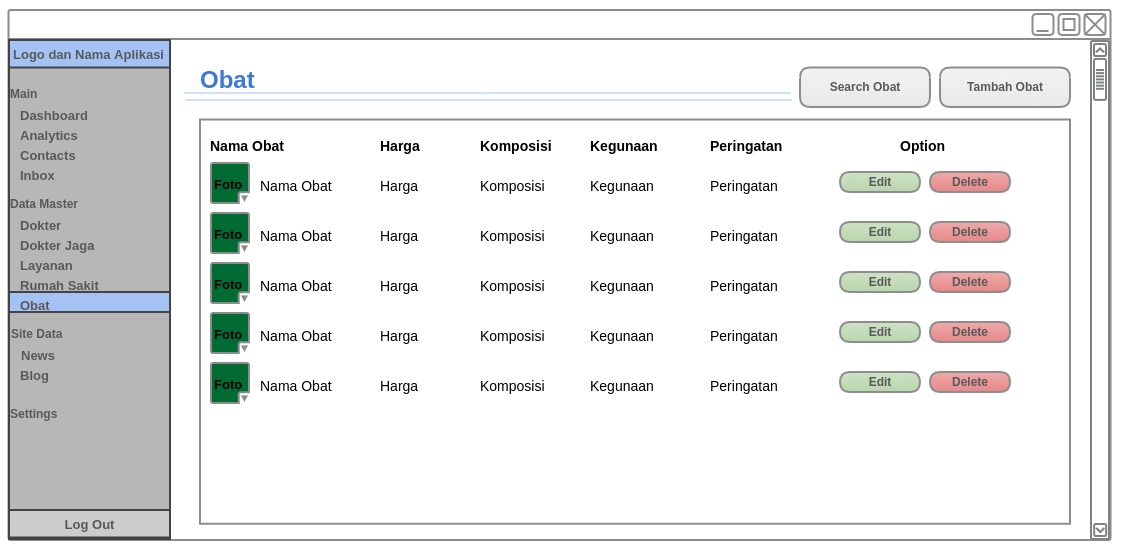 Logo dan Nama Aplikasi
Main
Dashboard
Analytics
Contacts
Inbox
Data Master
Dokter
Dokter Jaga
Layanan
Rumah Sakit
Obat
Site Data
News
Blog
Settings
Log Out
Obat
Search Obat
Tambah Obat
Nama Obat Harga Komposisi Kegunaan Peringatan Option
Foto Nama Obat Harga Komposisi Kegunaan Peringatan Edit Delete
Foto Nama Obat Harga Komposisi Kegunaan Peringatan Edit Delete
Foto Nama Obat Harga Komposisi Kegunaan Peringatan Edit Delete
Foto Nama Obat Harga Komposisi Kegunaan Peringatan Edit Delete
Foto Nama Obat Harga Komposisi Kegunaan Peringatan Edit Delete